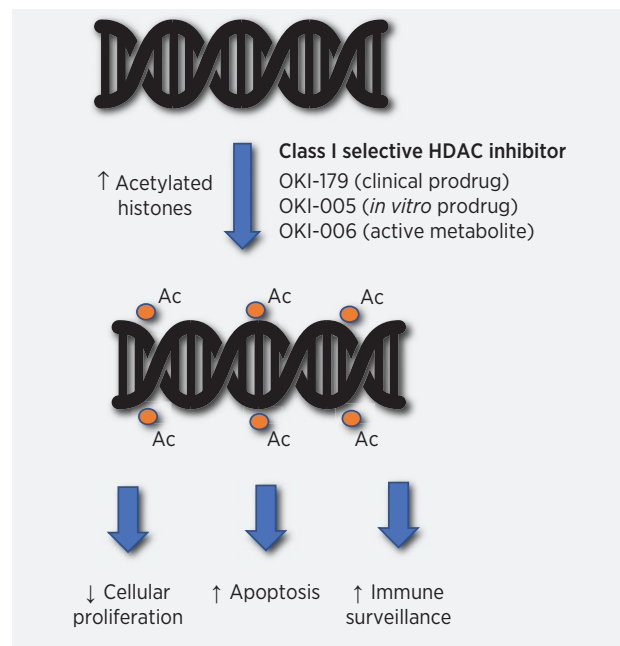 Class I selective HDAC inhibitor
OKI-179 (clinical prodrug)
OKI-005 (in vitro prodrug)
OKI-006 (active metabolite)
↑ Acetylated
histones
Ac Ac Ac
Ac Ac Ac
↓ Cellular
proliferation
↑ Apoptosis
↑ Immune
surveillance